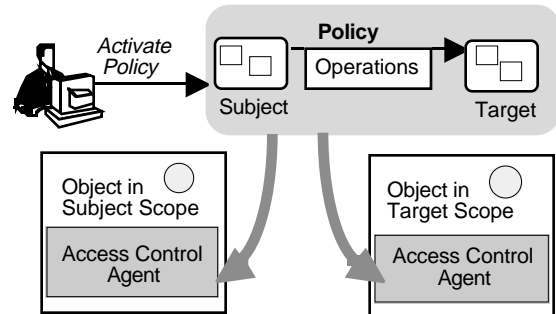 Activate
Policy
Policy
Operations
Subject
Target
Object in
Subject Scope
Access Control
Agent
Object in
Target Scope
Access Control
Agent